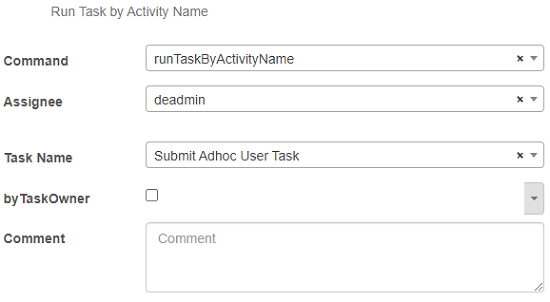 Run Task by Activity Name
Command runTaskByActivityName ×
Assignee deadmin ×
Task Name Submit Adhoc User Task ×
byTaskOwner
Comment Comment